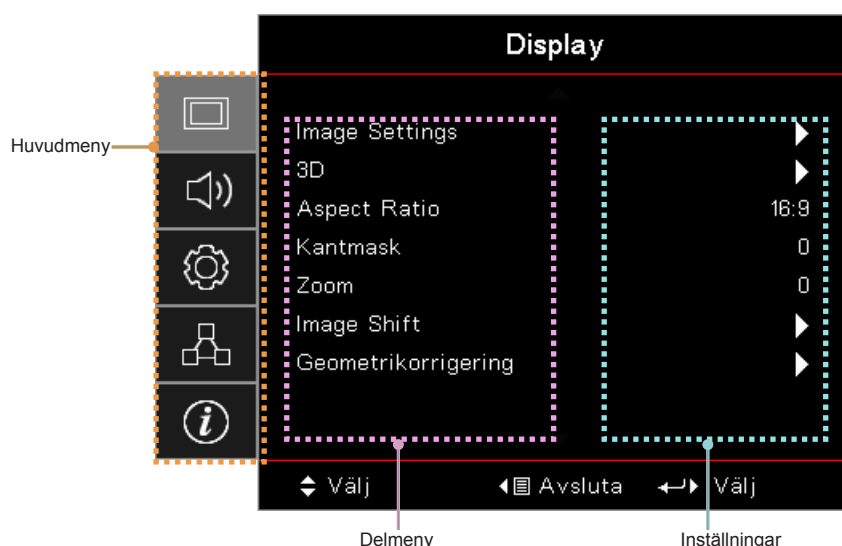 Display
Huvudmeny
Image Settings
3D
Aspect Ratio 16:9
Kantmask 0
Zoom 0
Image Shift
Geometrikorrigering
Välj Avsluta Välj
Delmeny Inställningar